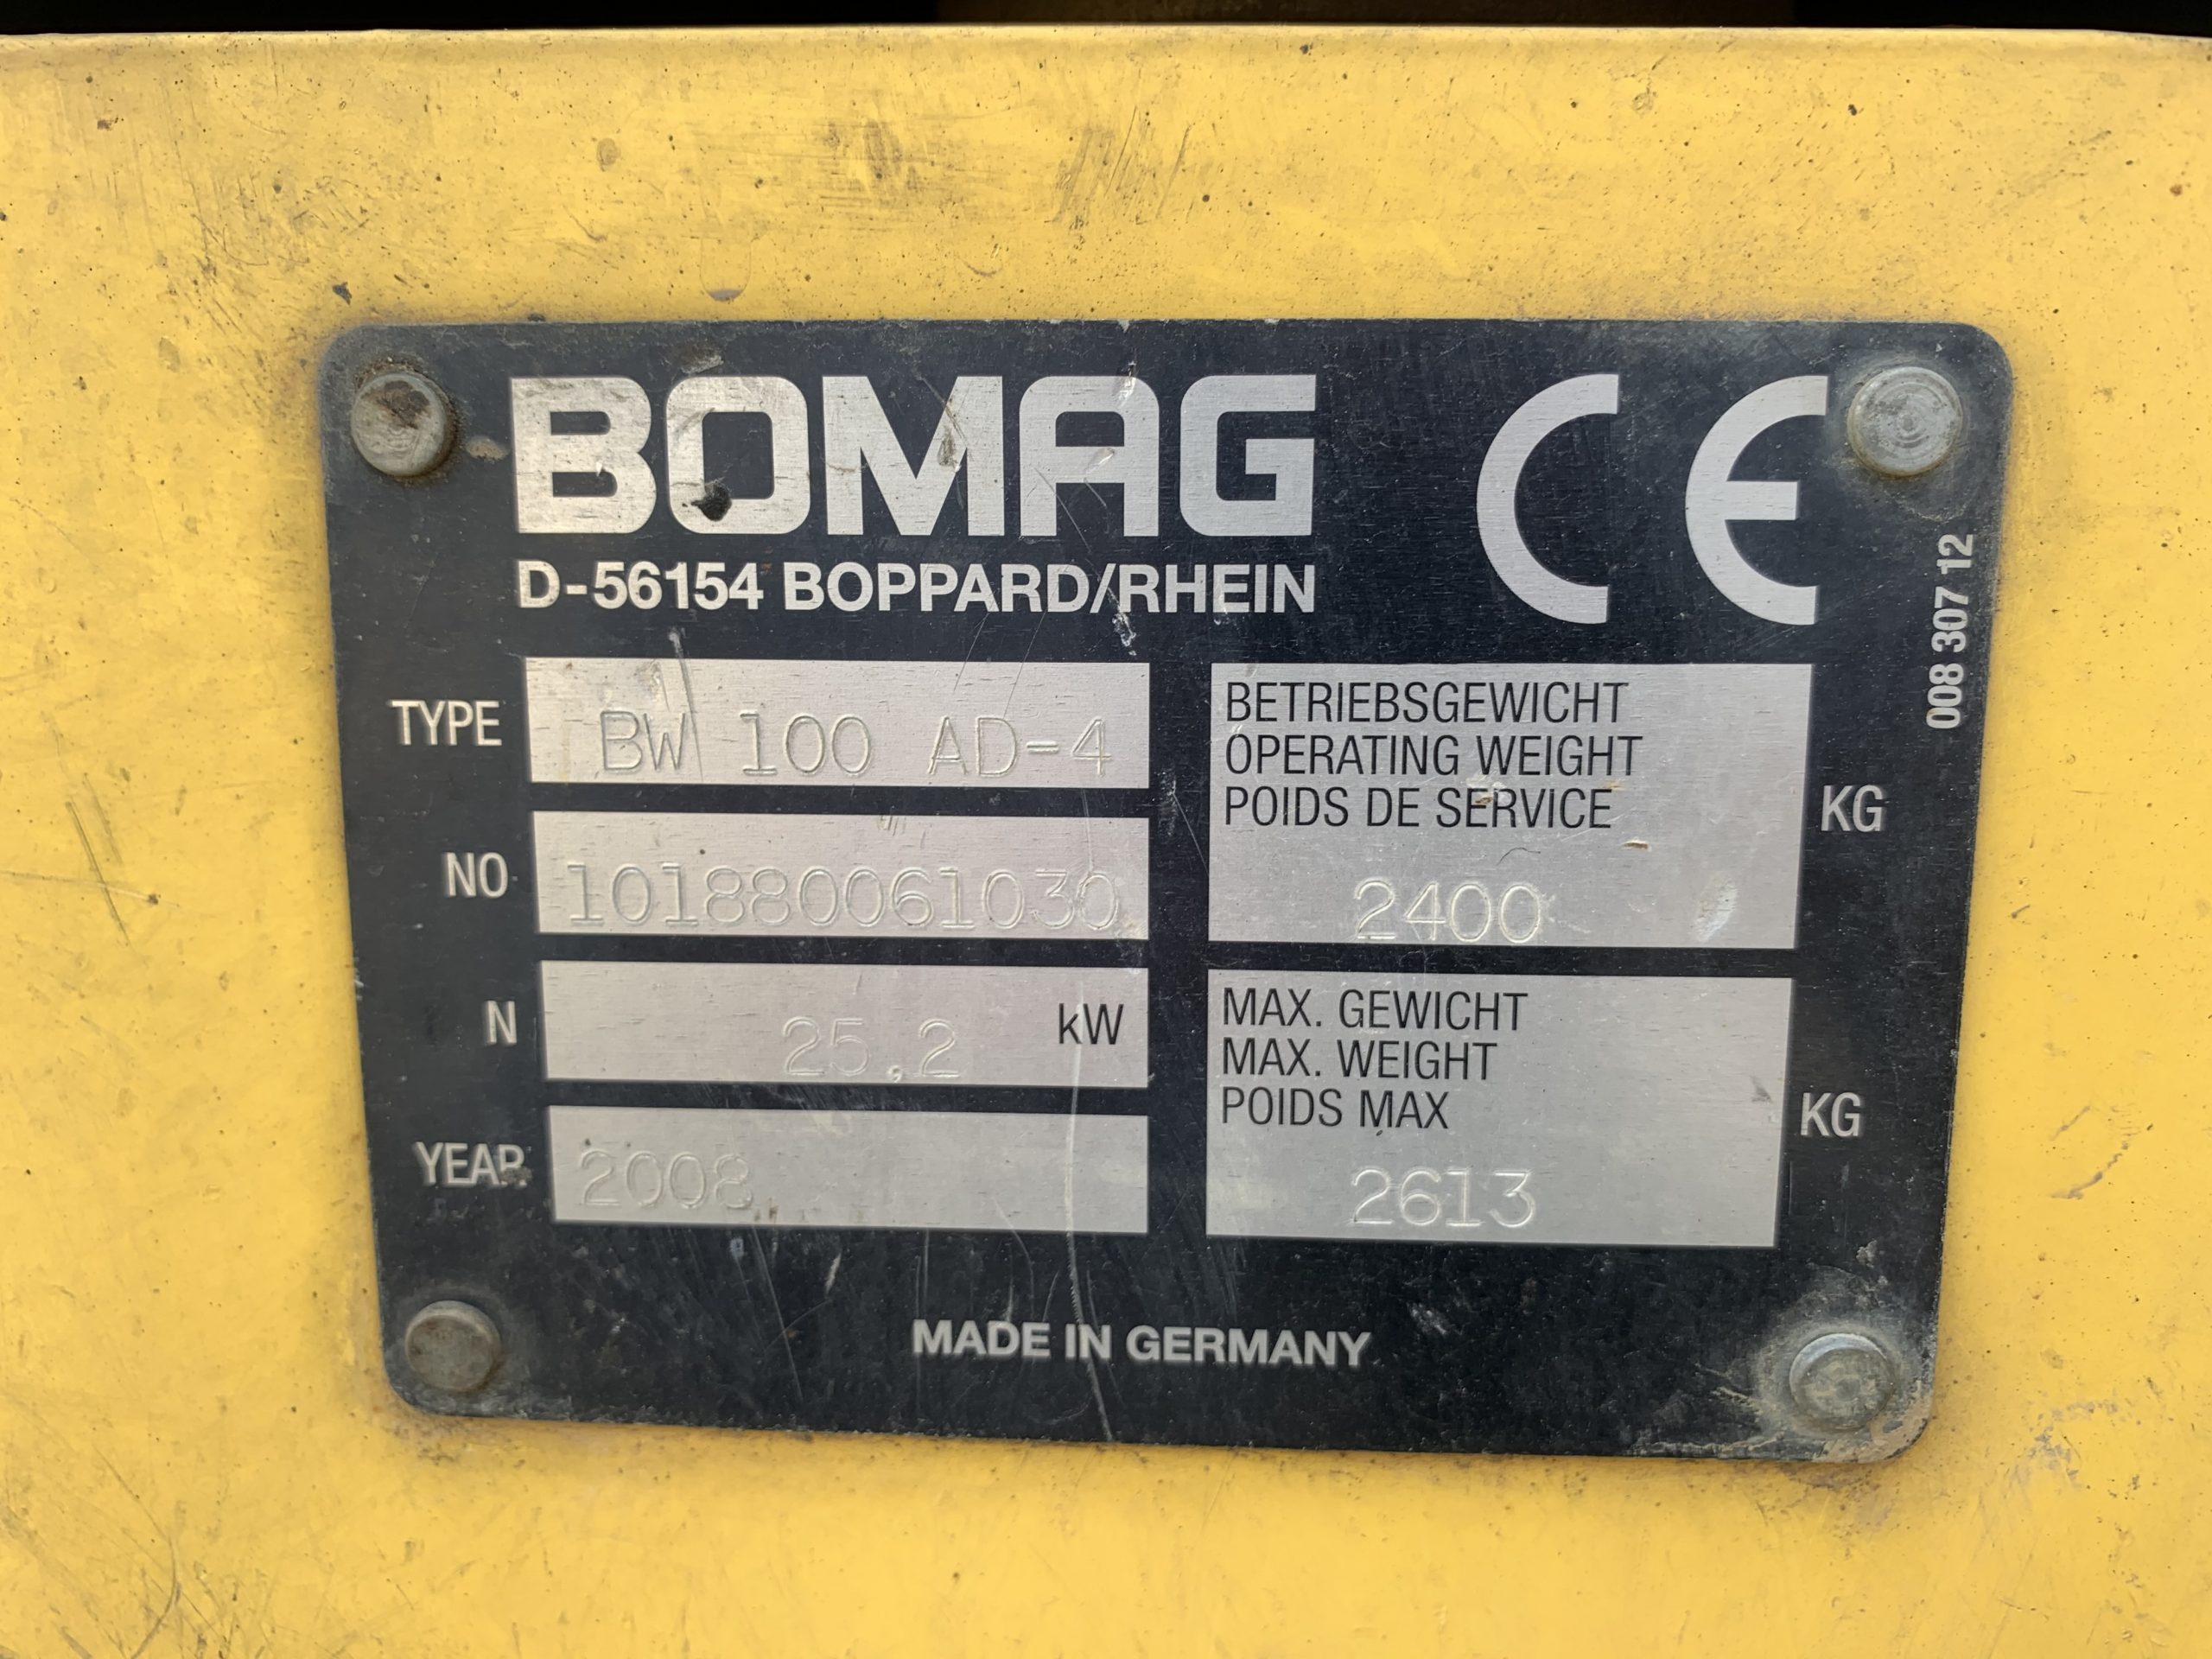 BOMAG
CE
D-56154 BOPPARD/RHEIN
008 307 12
TYPE BW 100 AD-4
NO 101880061030
N 25,2 kW
YEAR 2008
BETRIEBSGEWICHT
OPERATING WEIGHT
POIDS DE SERVICE
2400 KG
MAX. GEWICHT
MAX. WEIGHT
POIDS MAX
2613 KG
MADE IN GERMANY